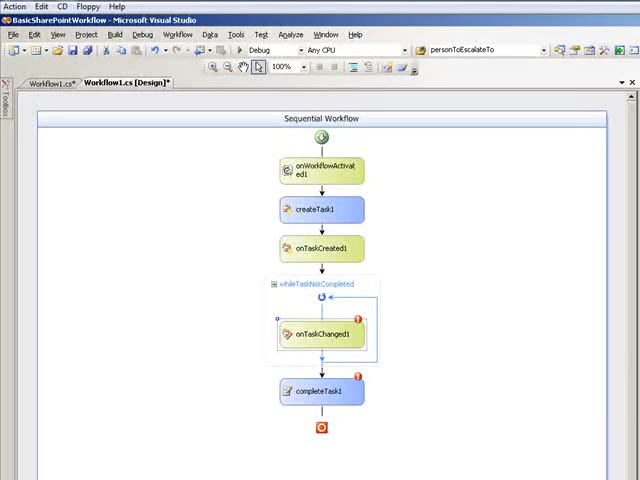 Action Edit CD Floppy Help
BasicSharePointWorkflow - Microsoft Visual Studio
File Edit View Project Build Debug Workflow Data Tools Test Analyze Window Help
Debug Any CPU personToEscalateTo
100%
Workflow1.cs* Workflow1.cs [Design]*
Toolbox
Sequential Workflow
onWorkflowActivat
ed1
createTask1
onTaskCreated1
whileTaskNotCompleted
onTaskChanged1
completeTask1